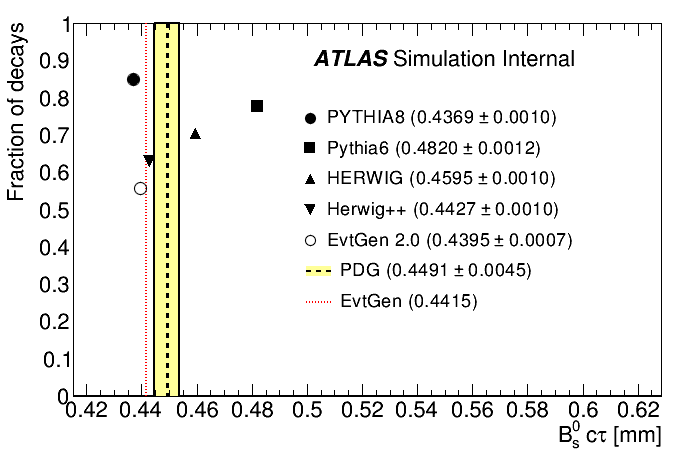 Fraction of decays
1
0.9
0.8
0.7
0.6
0.5
0.4
0.3
0.2
0.1
0
ATLAS Simulation Internal
PYTHIA8 (0.4369 ± 0.0010)
Pythia6 (0.4820 ± 0.0012)
HERWIG (0.4595 ± 0.0010)
Herwig++ (0.4427 ± 0.0010)
EvtGen 2.0 (0.4395 ± 0.0007)
PDG (0.4491 ± 0.0045)
EvtGen (0.4415)
0.42 0.44 0.46 0.48 0.5 0.52 0.54 0.56 0.58 0.6 0.62
B⁰ₛ cτ [mm]